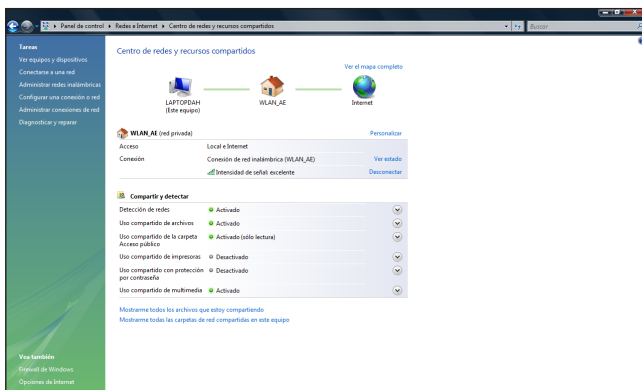 Panel de control ▸ Redes e Internet ▸ Centro de redes y recursos compartidos
Buscar
Tareas
Ver equipos y dispositivos
Conectarse a una red
Administrar redes inalámbricas
Configurar una conexión o red
Administrar conexiones de red
Diagnosticar y reparar
Centro de redes y recursos compartidos
Ver el mapa completo
LAPTOPDAH
(Este equipo)
WLAN_AE
Internet
WLAN_AE (red privada)
Personalizar
Acceso
Local e Internet
Conexión
Conexión de red inalámbrica (WLAN_AE)
Ver estado
Intensidad de señal: excelente
Desconectar
Compartir y detectar
Detección de redes
Activado
Uso compartido de archivos
Activado
Uso compartido de la carpeta
Acceso público
Activado (sólo lectura)
Uso compartido de impresoras
Desactivado
Uso compartido con protección
por contraseña
Desactivado
Uso compartido de multimedia
Activado
Mostrarme todos los archivos que estoy compartiendo
Mostrarme todas las carpetas de red compartidas en este equipo
Vea también
Firewall de Windows
Opciones de Internet